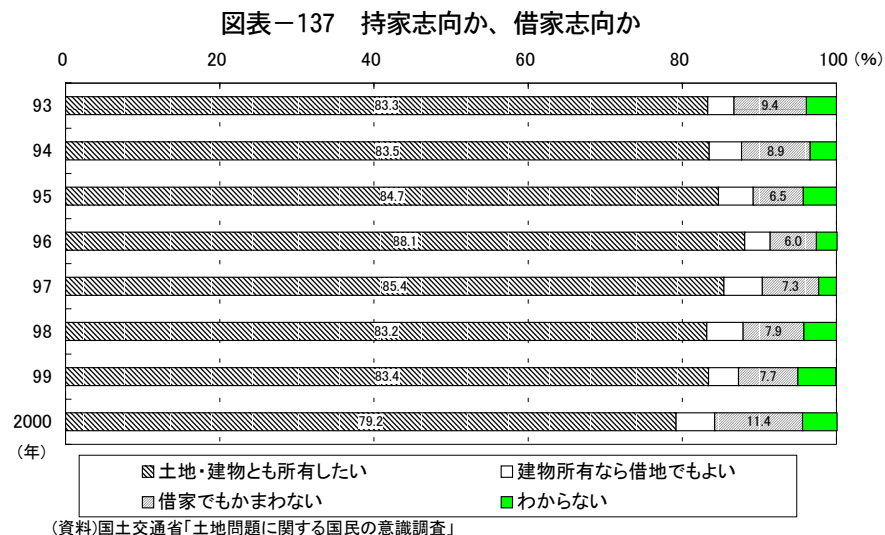 図表－137　持家志向か、借家志向か
0 20 40 60 80 100 (%)
93 83.3 9.4
94 83.5 8.9
95 84.7 6.5
96 88.1 6.0
97 85.4 7.3
98 83.2 7.9
99 83.4 7.7
2000 79.2 11.4
(年)
土地・建物とも所有したい 建物所有なら借地でもよい
借家でもかまわない わからない
(資料)国土交通省「土地問題に関する国民の意識調査」